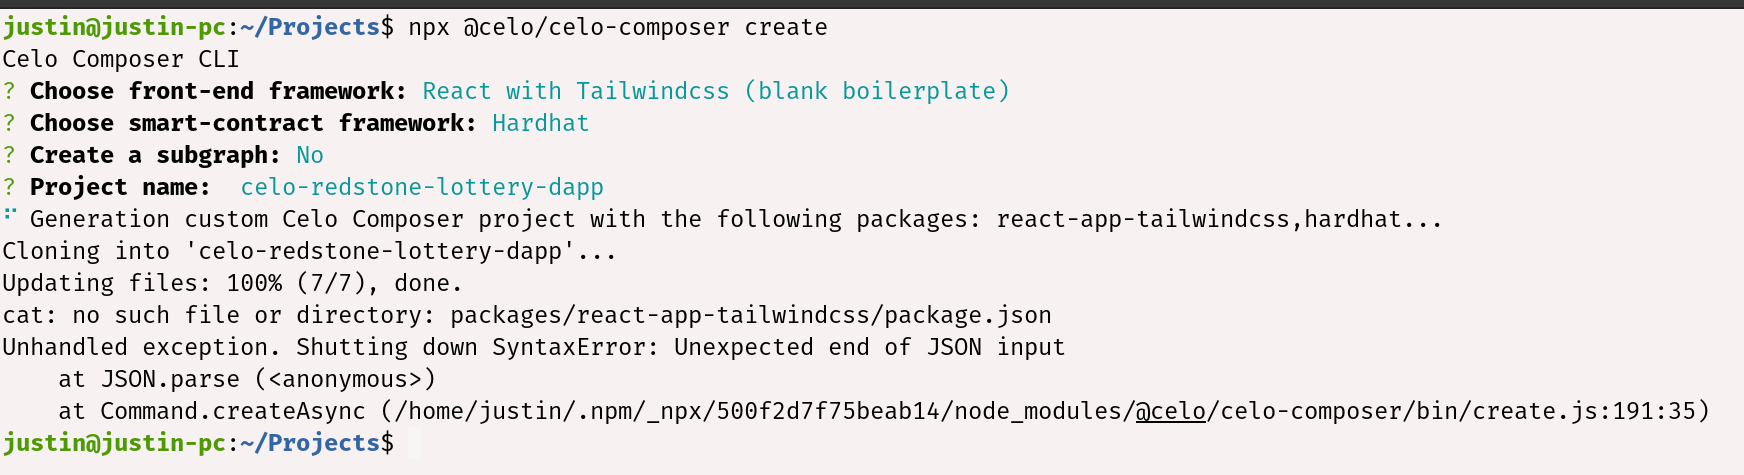 justin@justin-pc:~/Projects$ npx @celo/celo-composer create
Celo Composer CLI
? Choose front-end framework: React with Tailwindcss (blank boilerplate)
? Choose smart-contract framework: Hardhat
? Create a subgraph: No
? Project name:  celo-redstone-lottery-dapp
⠋ Generation custom Celo Composer project with the following packages: react-app-tailwindcss,hardhat...
Cloning into 'celo-redstone-lottery-dapp'...
Updating files: 100% (7/7), done.
cat: no such file or directory: packages/react-app-tailwindcss/package.json
Unhandled exception. Shutting down SyntaxError: Unexpected end of JSON input
    at JSON.parse (<anonymous>)
    at Command.createAsync (/home/justin/.npm/_npx/500f2d7f75beab14/node_modules/@celo/celo-composer/bin/create.js:191:35)
justin@justin-pc:~/Projects$